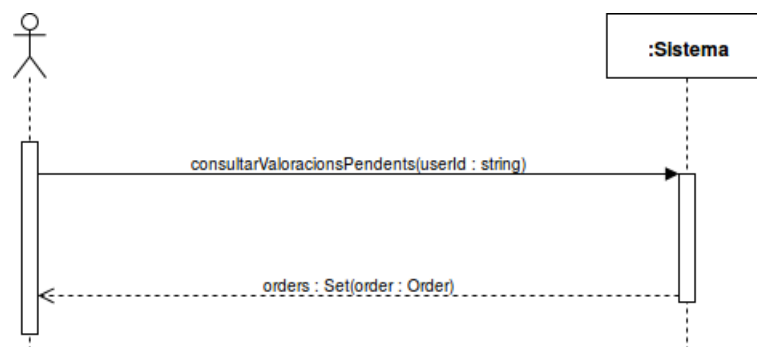 :Sistema
consultarValoracionsPendents(userId : string)
orders : Set(order : Order)